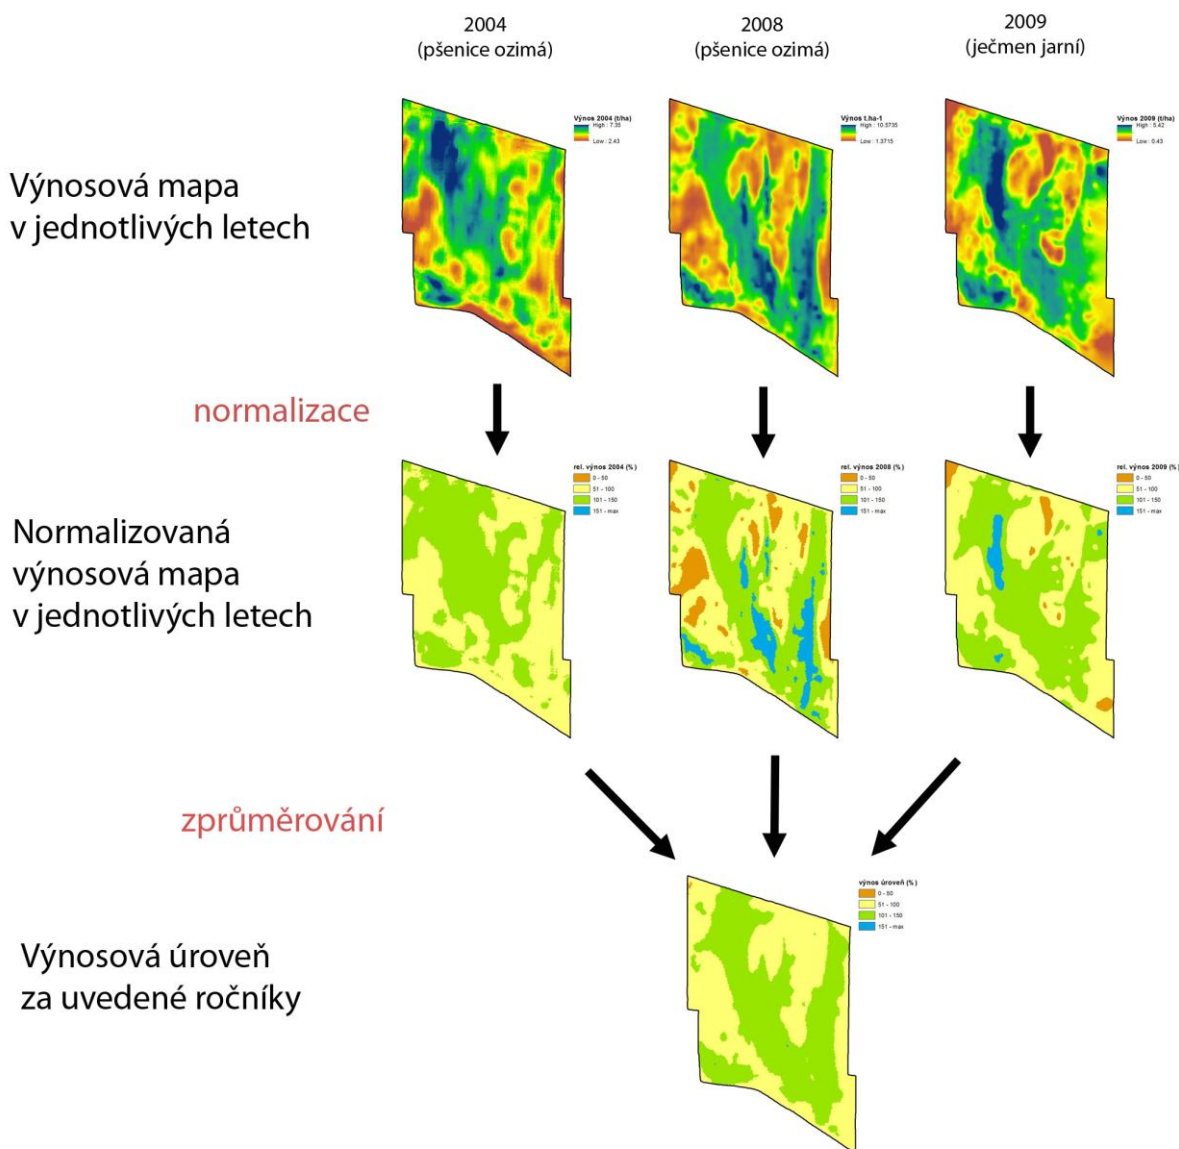 2004
(pšenice ozimá)
2008
(pšenice ozimá)
2009
(ječmen jarní)
Výnosová mapa
v jednotlivých letech
Výnos 2004 (t/ha)
High : 7.35
Low : 2.43
Výnos t.ha-1
High : 10.5735
Low : 1.3715
Výnos 2009 (t/ha)
High : 5.42
Low : 0.43
normalizace
Normalizovaná
výnosová mapa
v jednotlivých letech
rel. výnos 2004 (%)
0 - 50
51 - 100
101 - 150
151 - max
rel. výnos 2008 (%)
0 - 50
51 - 100
101 - 150
151 - max
rel. výnos 2009 (%)
0 - 50
51 - 100
101 - 150
151 - max
zprůměrování
Výnosová úroveň
za uvedené ročníky
výnos úroveň (%)
0 - 50
51 - 100
101 - 150
151 - max